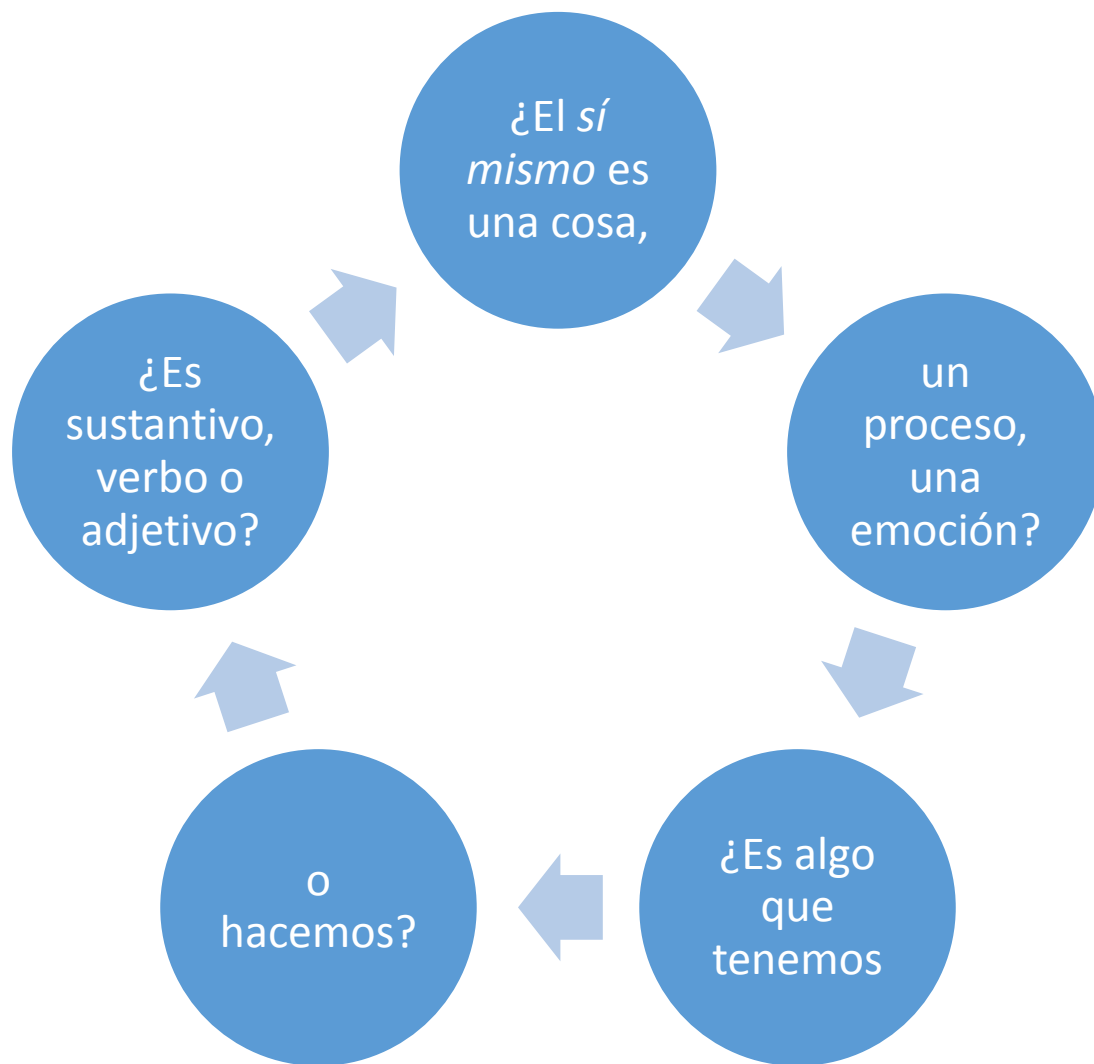 ¿El sí
mismo es
una cosa,
un
proceso,
una
emoción?
¿Es algo
que
tenemos
o
hacemos?
¿Es
sustantivo,
verbo o
adjetivo?